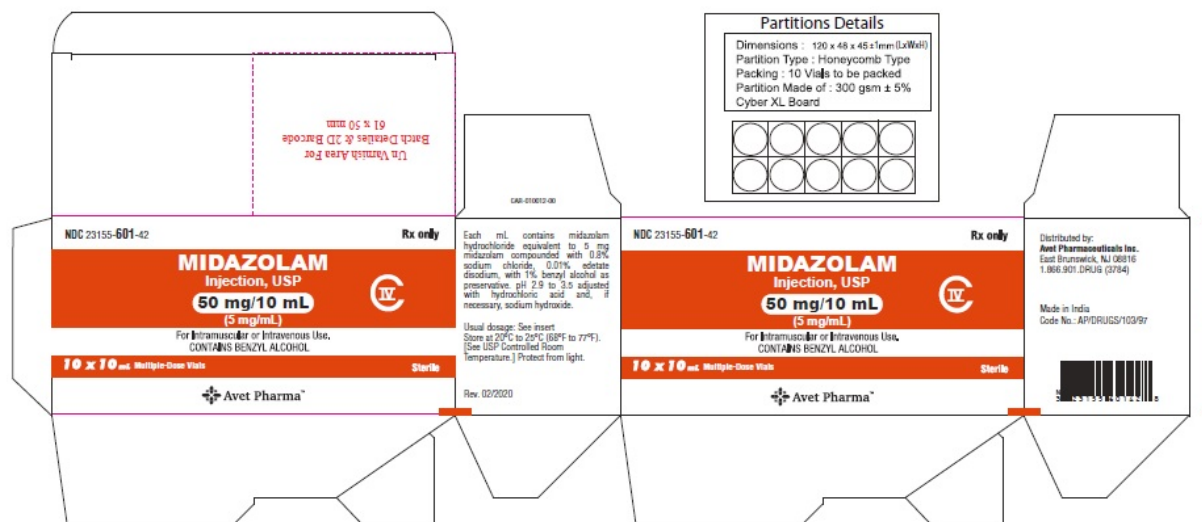 Partitions Details
Dimensions : 120 x 48 x 45 ±1mm (LxWxH)
Partition Type : Honeycomb Type
Packing : 10 Vials to be packed
Partition Made of : 300 gsm ± 5%
Cyber XL Board
Un Varnish Area For
Batch Detailes & 2D Barcode
61 x 50 mm
NDC 23155-601-42 Rx only
MIDAZOLAM
Injection, USP
50 mg/10 mL
(5 mg/mL)
CIV
For Intramuscular or Intravenous Use.
CONTAINS BENZYL ALCOHOL
10 x 10 mL Multiple-Dose Vials Sterile
Avet Pharma™
CAR-010012-00
Each mL contains midazolam
hydrochloride equivalent to 5 mg
midazolam compounded with 0.8%
sodium chloride, 0.01% edetate
disodium, with 1% benzyl alcohol as
preservative. pH 2.9 to 3.5 adjusted
with hydrochloric acid and, if
necessary, sodium hydroxide.
Usual dosage: See insert
Store at 20°C to 25°C (68°F to 77°F).
[See USP Controlled Room
Temperature.] Protect from light.
Rev. 02/2020
NDC 23155-601-42 Rx only
MIDAZOLAM
Injection, USP
50 mg/10 mL
(5 mg/mL)
CIV
For Intramuscular or Intravenous Use.
CONTAINS BENZYL ALCOHOL
10 x 10 mL Multiple-Dose Vials Sterile
Avet Pharma™
Distributed by:
Avet Pharmaceuticals Inc.
East Brunswick, NJ 08816
1.866.901.DRUG (3784)
Made in India
Code No.: AP/DRUGS/103/97